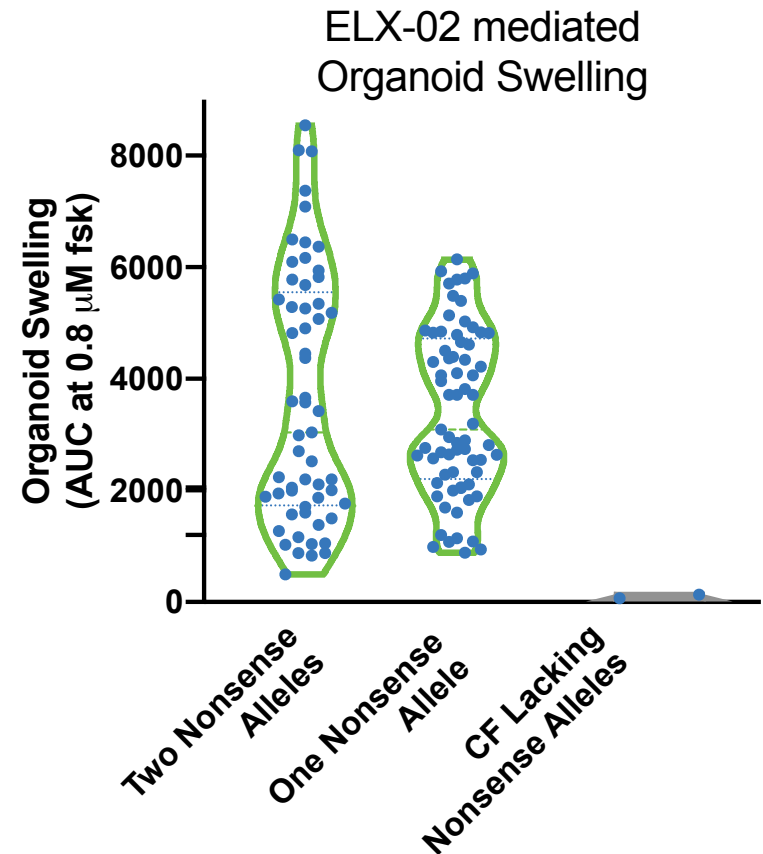 ELX-02 mediated
Organoid Swelling
Organoid Swelling
(AUC at 0.8 μM fsk)
8000
6000
4000
2000
0
Two Nonsense
Alleles
One Nonsense
Allele
CF Lacking
Nonsense Alleles